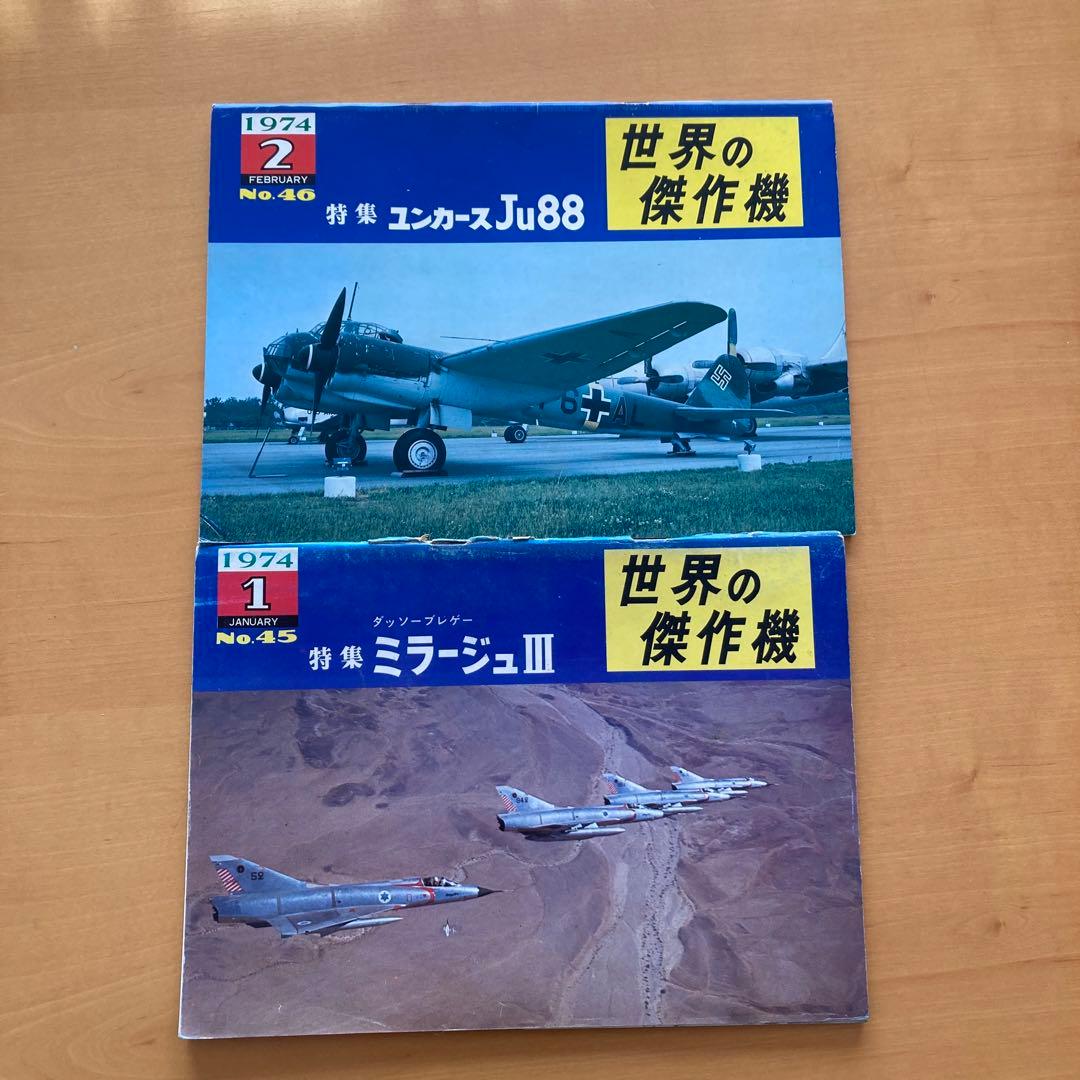 1974
2
FEBRUARY
No.46
特集 ユンカースJu88
世界の
傑作機
6 AL
1974
1
JANUARY
No.45
ダッソーブレゲー
特集 ミラージュIII
世界の
傑作機
52